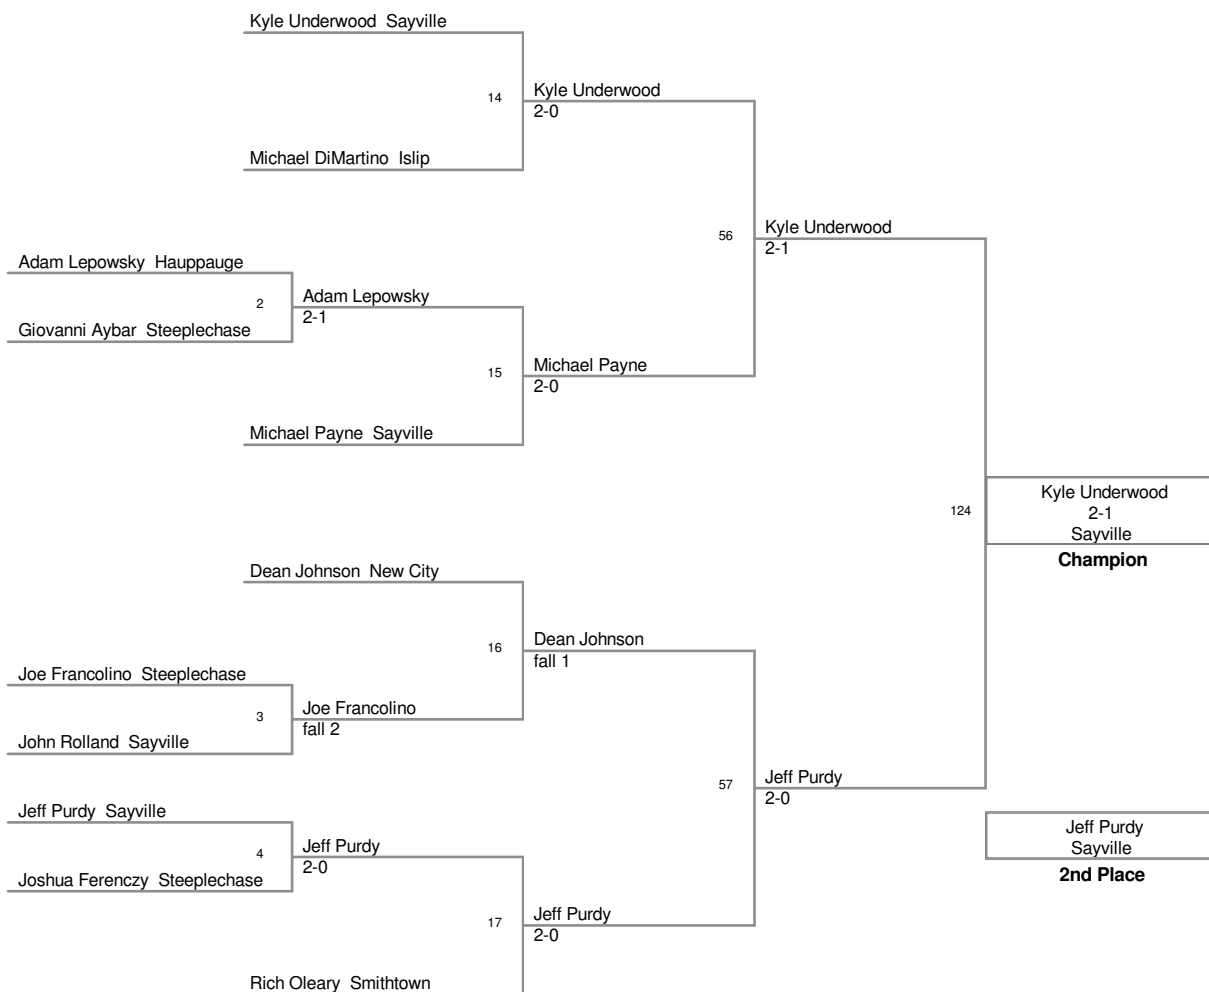 Kyle Underwood  Sayville
14
Kyle Underwood
2-0
Michael DiMartino  Islip
56
Kyle Underwood
2-1
Adam Lepowsky  Hauppauge
2
Adam Lepowsky
2-1
Giovanni Aybar  Steeplechase
15
Michael Payne
2-0
Michael Payne  Sayville
124
Kyle Underwood
2-1
Sayville
Champion
Dean Johnson  New City
16
Dean Johnson
fall 1
Joe Francolino  Steeplechase
3
Joe Francolino
fall 2
John Rolland  Sayville
57
Jeff Purdy
2-0
Jeff Purdy  Sayville
4
Jeff Purdy
2-0
Joshua Ferenczy  Steeplechase
17
Jeff Purdy
2-0
Rich Oleary  Smithtown
Jeff Purdy
Sayville
2nd Place